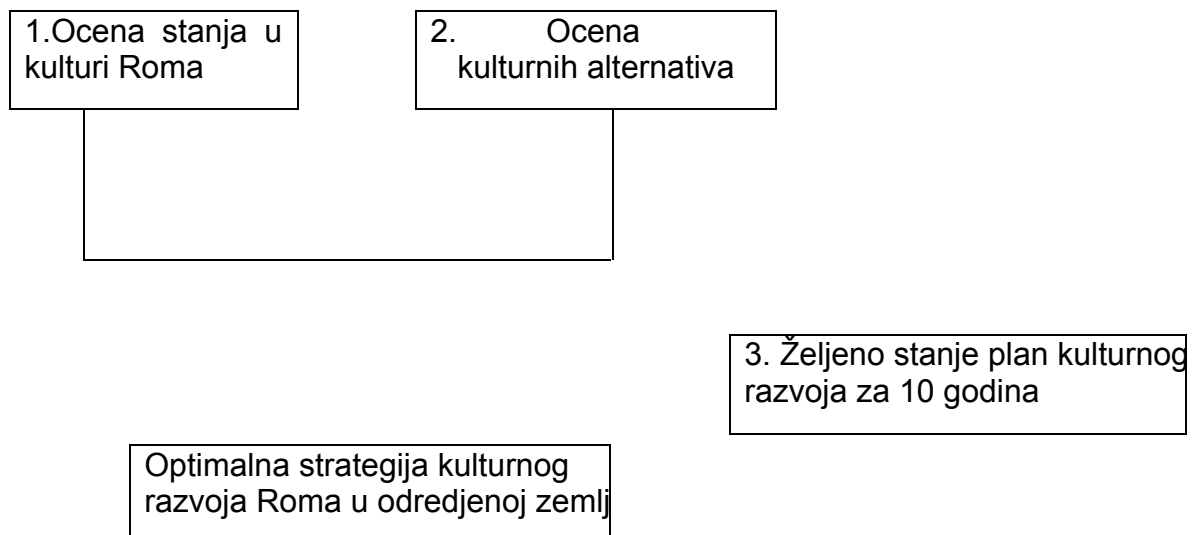 1.Ocena stanja u
kulturi Roma
2. Ocena
kulturnih alternativa
3. Željeno stanje plan kulturnog
razvoja za 10 godina
Optimalna strategija kulturnog
razvoja Roma u odredjenoj zemlj